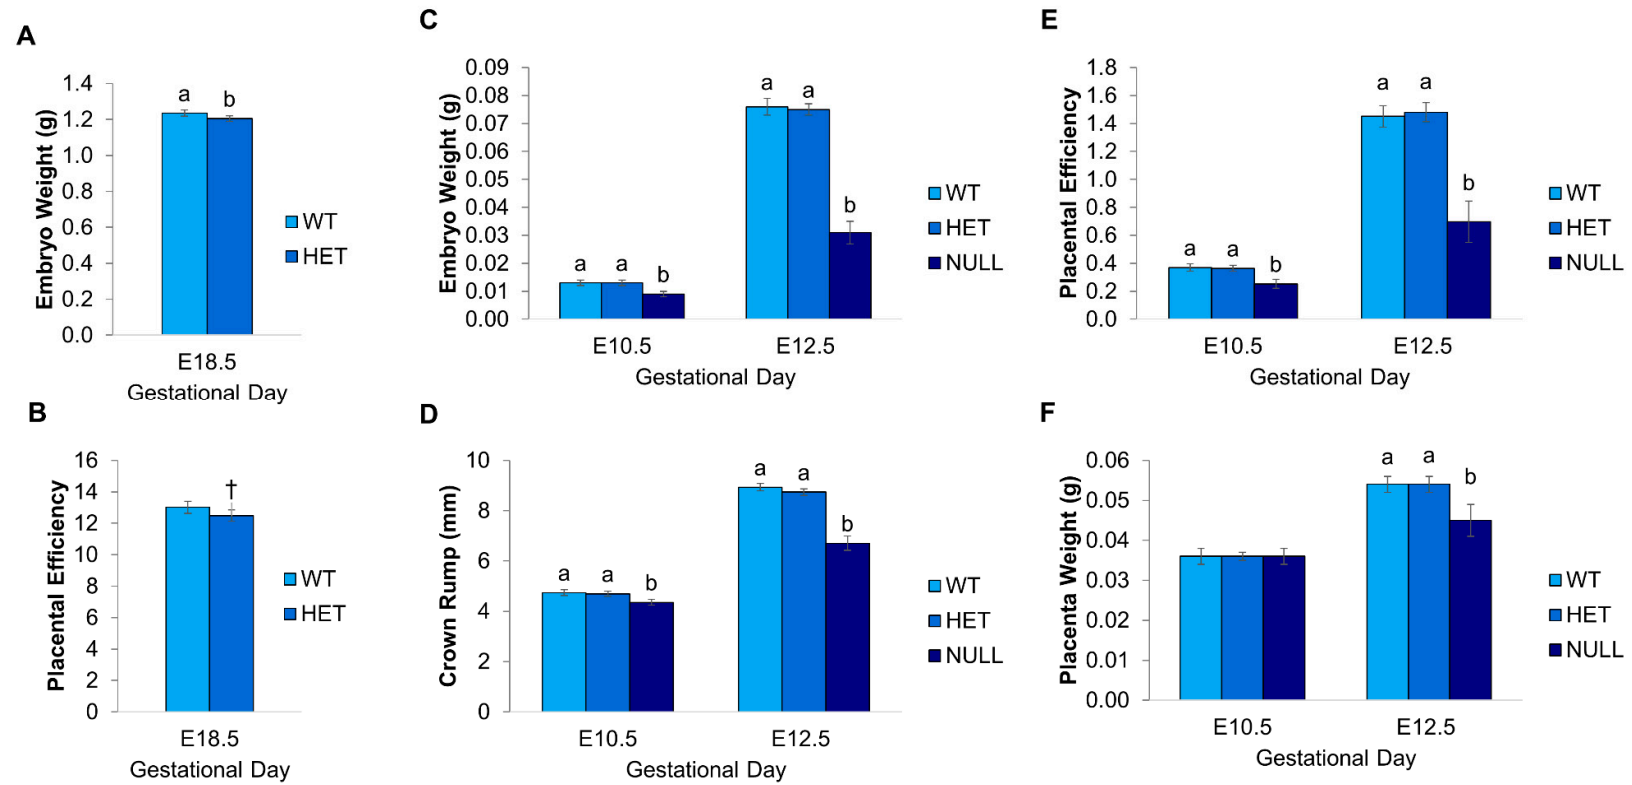 A
1.4
1.2
1.0
0.8
0.6
0.4
0.2
0.0
Embryo Weight (g)
a b
E18.5
Gestational Day
WT
HET
B
16
14
12
10
8
6
4
2
0
Placental Efficiency
†
E18.5
Gestational Day
WT
HET
C
0.09
0.08
0.07
0.06
0.05
0.04
0.03
0.02
0.01
0.00
Embryo Weight (g)
a a b
a a b
E10.5 E12.5
Gestational Day
WT
HET
NULL
D
10
8
6
4
2
0
Crown Rump (mm)
a a b
a a b
E10.5 E12.5
Gestational Day
WT
HET
NULL
E
1.8
1.6
1.4
1.2
1.0
0.8
0.6
0.4
0.2
0.0
Placental Efficiency
a a b
a a b
E10.5 E12.5
Gestational Day
WT
HET
NULL
F
0.06
0.05
0.04
0.03
0.02
0.01
0.00
Placenta Weight (g)
a a b
E10.5 E12.5
Gestational Day
WT
HET
NULL